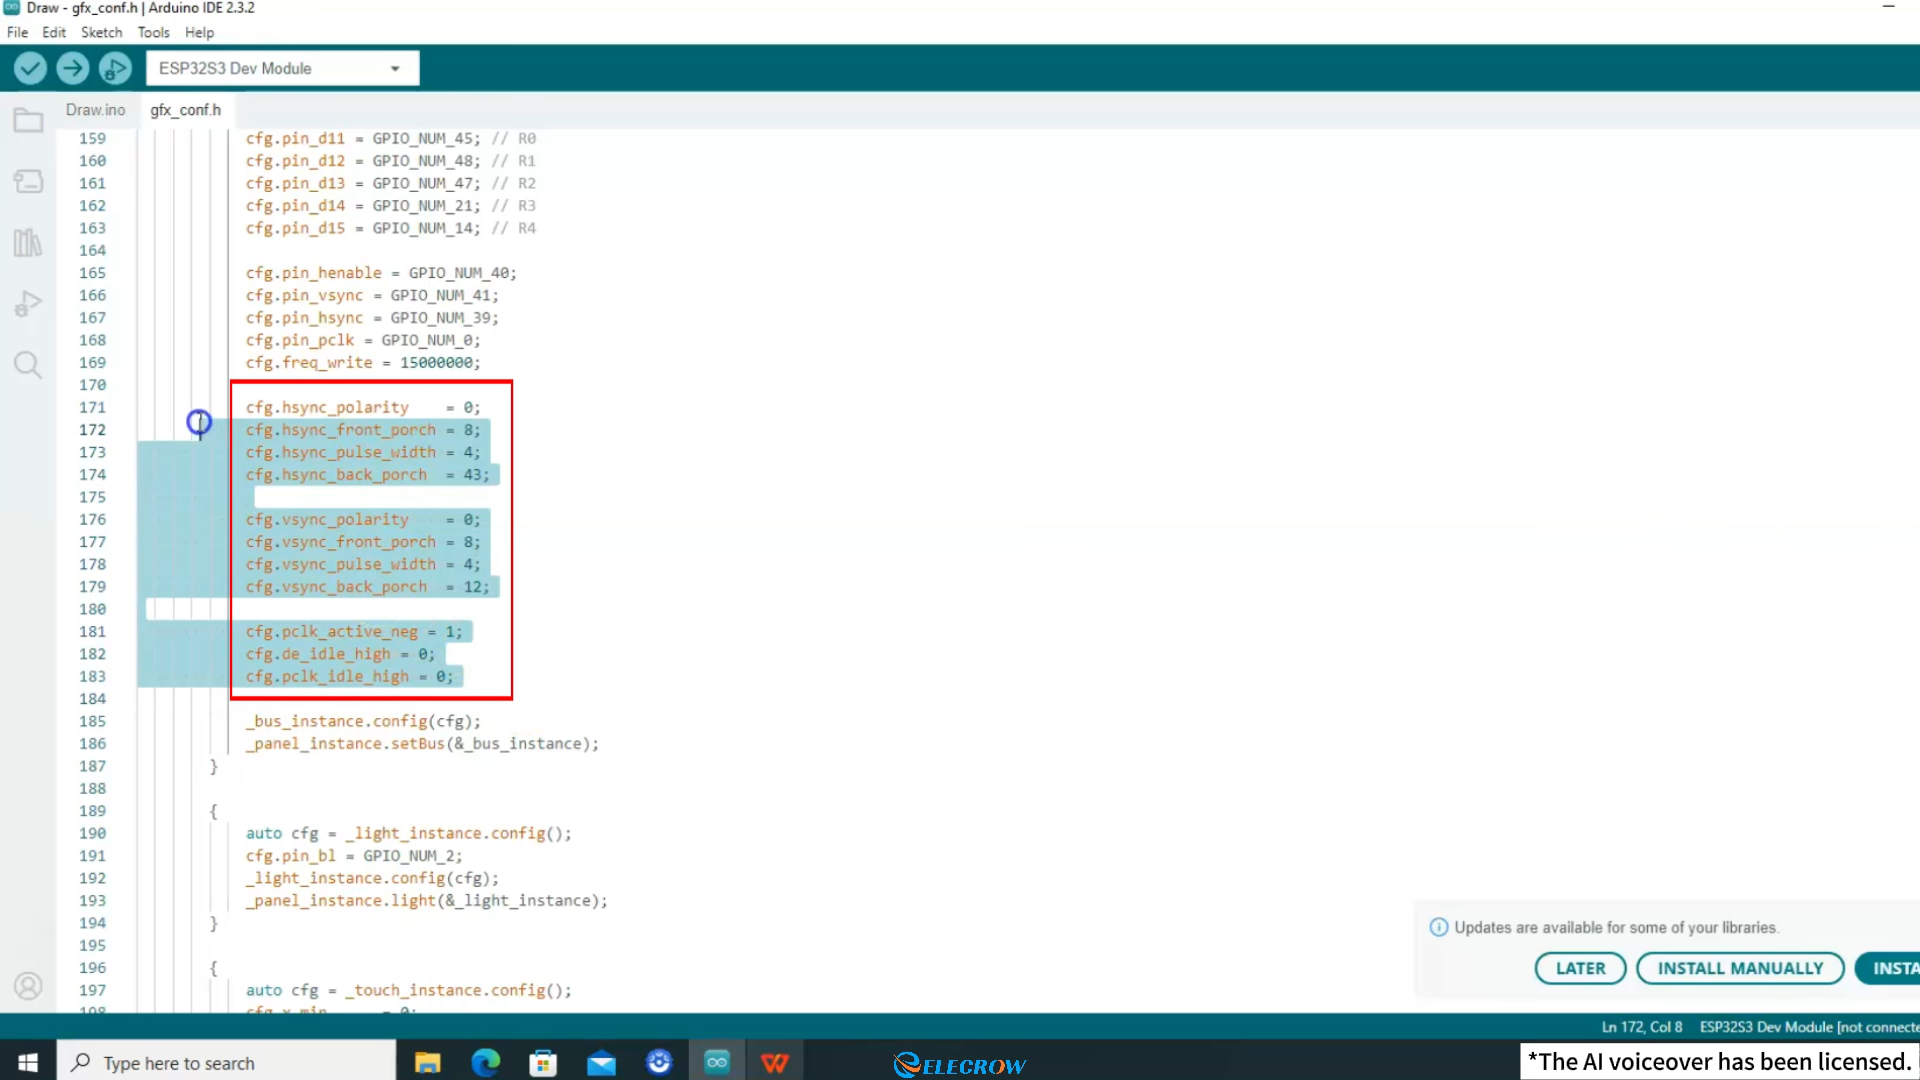 Draw - gfx_conf.h | Arduino IDE 2.3.2
File Edit Sketch Tools Help
ESP32S3 Dev Module
Draw.ino gfx_conf.h
159 cfg.pin_d11 = GPIO_NUM_45; // R0
160 cfg.pin_d12 = GPIO_NUM_48; // R1
161 cfg.pin_d13 = GPIO_NUM_47; // R2
162 cfg.pin_d14 = GPIO_NUM_21; // R3
163 cfg.pin_d15 = GPIO_NUM_14; // R4
164
165 cfg.pin_henable = GPIO_NUM_40;
166 cfg.pin_vsync = GPIO_NUM_41;
167 cfg.pin_hsync = GPIO_NUM_39;
168 cfg.pin_pclk = GPIO_NUM_0;
169 cfg.freq_write = 15000000;
170
171 cfg.hsync_polarity = 0;
172 cfg.hsync_front_porch = 8;
173 cfg.hsync_pulse_width = 4;
174 cfg.hsync_back_porch = 43;
175
176 cfg.vsync_polarity = 0;
177 cfg.vsync_front_porch = 8;
178 cfg.vsync_pulse_width = 4;
179 cfg.vsync_back_porch = 12;
180
181 cfg.pclk_active_neg = 1;
182 cfg.de_idle_high = 0;
183 cfg.pclk_idle_high = 0;
184
185 _bus_instance.config(cfg);
186 _panel_instance.setBus(&_bus_instance);
187 }
188
189 {
190 auto cfg = _light_instance.config();
191 cfg.pin_bl = GPIO_NUM_2;
192 _light_instance.config(cfg);
193 _panel_instance.light(&_light_instance);
194 }
195
196 {
197 auto cfg = _touch_instance.config();
198 cfg.x_min = 0;
Updates are available for some of your libraries.
LATER INSTALL MANUALLY INSTA
Ln 172, Col 8 ESP32S3 Dev Module [not connecte
Type here to search
ELECROW
*The AI voiceover has been licensed.